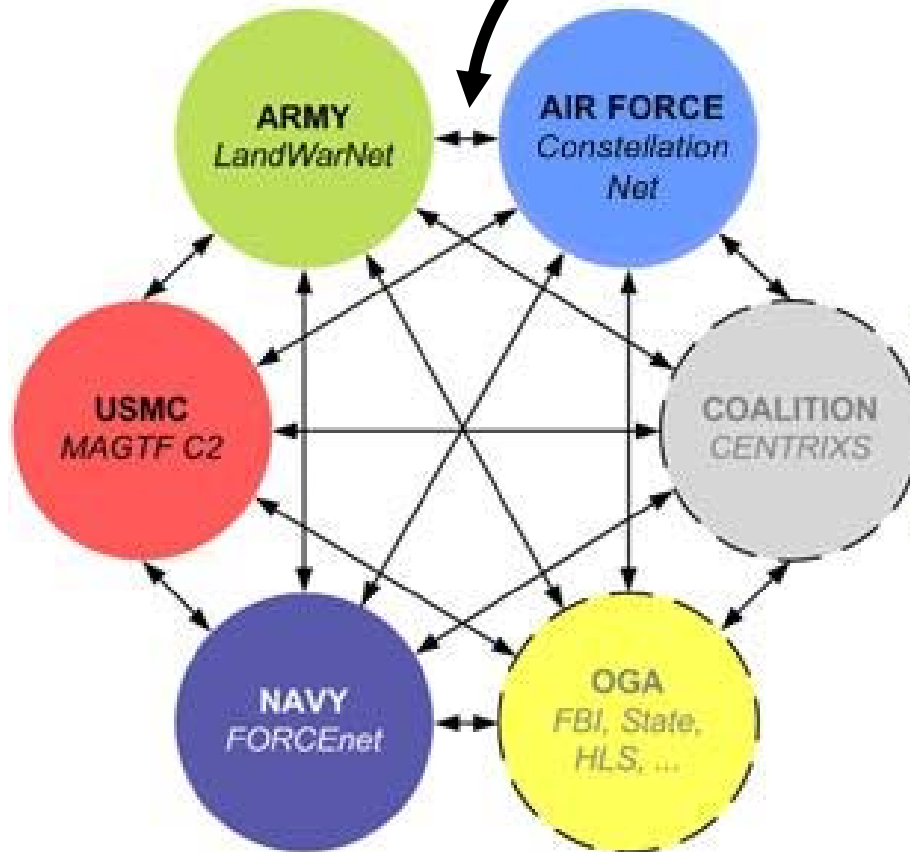 ARMY
LandWarNet
AIR FORCE
Constellation
Net
USMC
MAGTF C2
COALITION
CENTRIXS
NAVY
FORCEnet
OGA
FBI, State,
HLS, ...